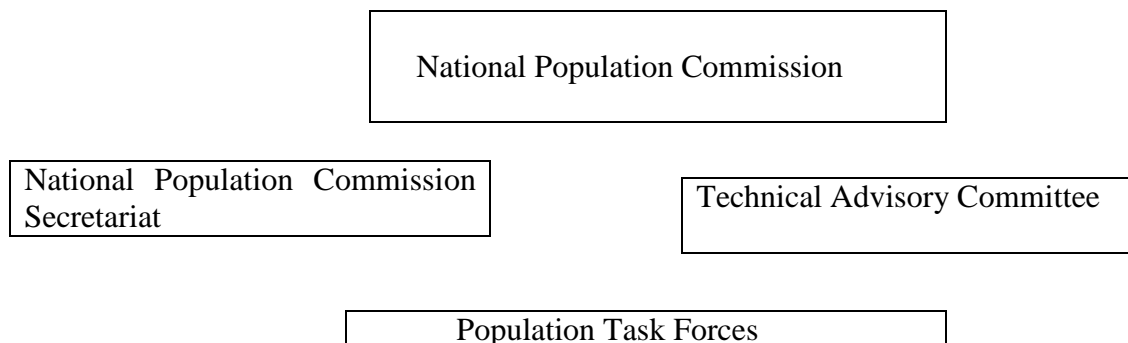 National Population Commission
National Population Commission
Secretariat
Technical Advisory Committee
Population Task Forces